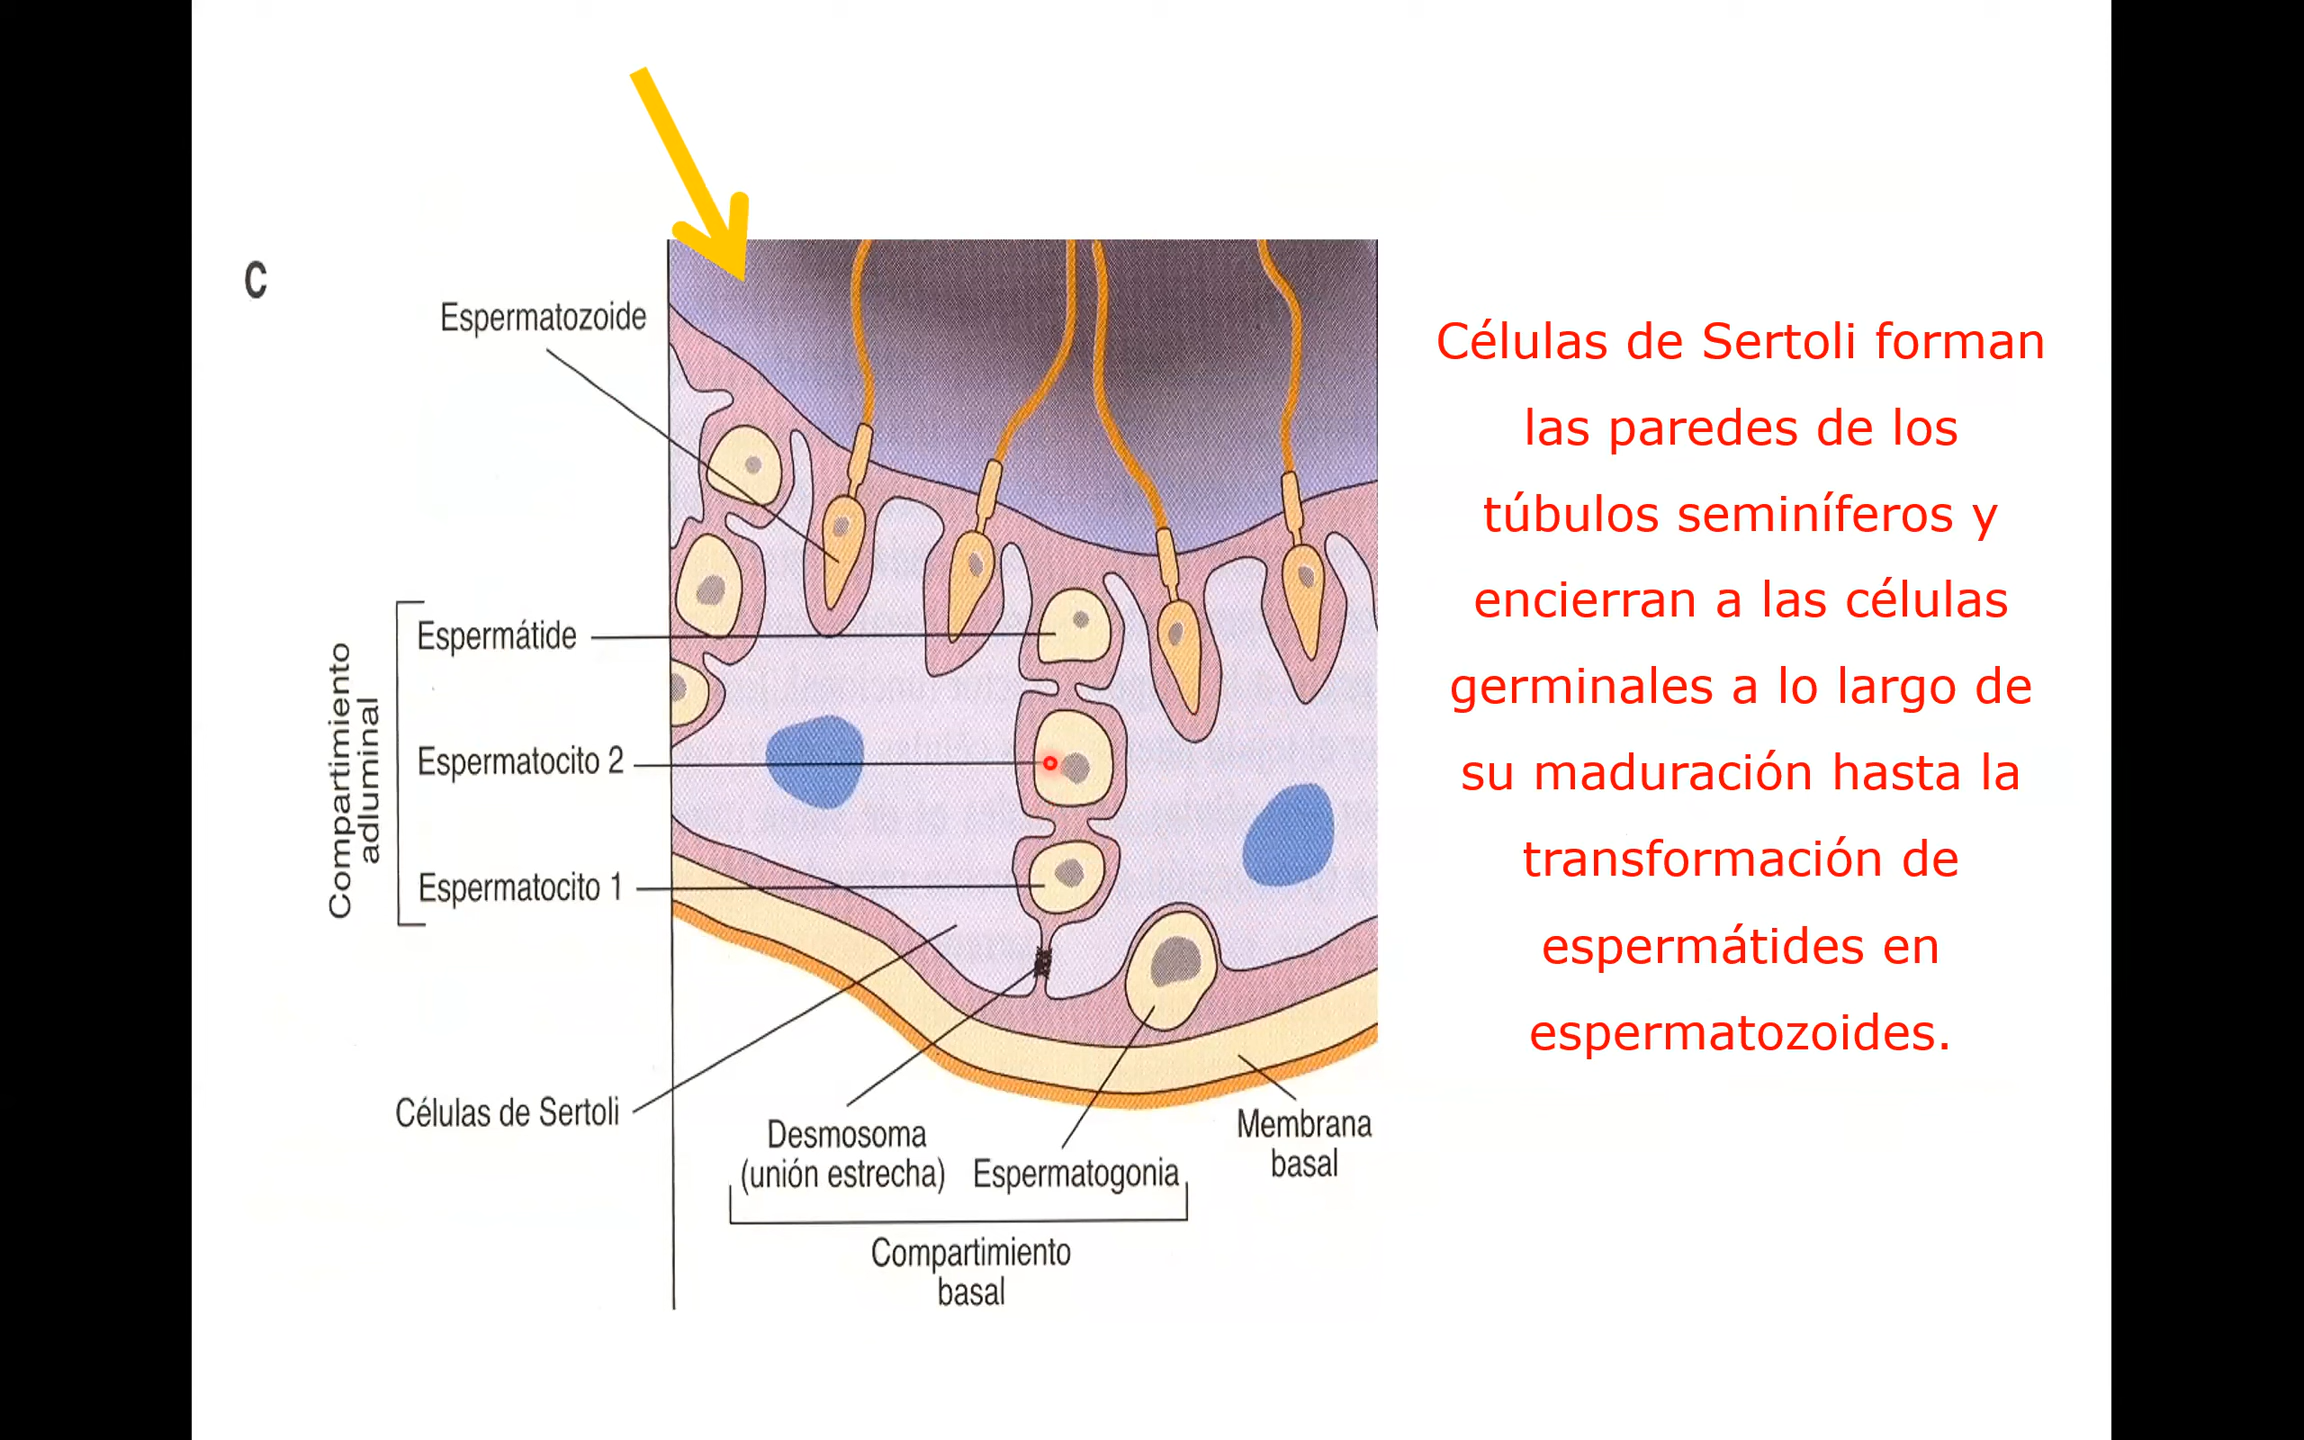 C
Espermatozoide
Compartimiento
adluminal
Espermátide
Espermatocito 2
Espermatocito 1
Células de Sertoli
Desmosoma
(unión estrecha)
Espermatogonia
Membrana
basal
Compartimiento
basal
Células de Sertoli forman
las paredes de los
túbulos seminíferos y
encierran a las células
germinales a lo largo de
su maduración hasta la
transformación de
espermátides en
espermatozoides.